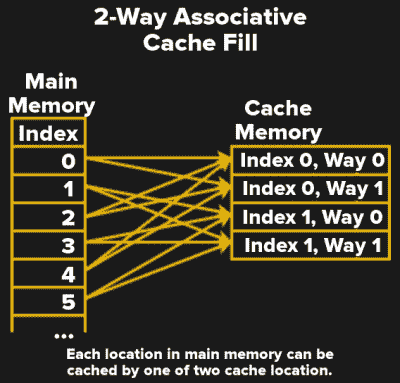 2-Way Associative
Cache Fill
Main
Memory
Index
0
1
2
3
4
5
...
Cache
Memory
Index 0, Way 0
Index 0, Way 1
Index 1, Way 0
Index 1, Way 1
Each location in main memory can be
cached by one of two cache location.